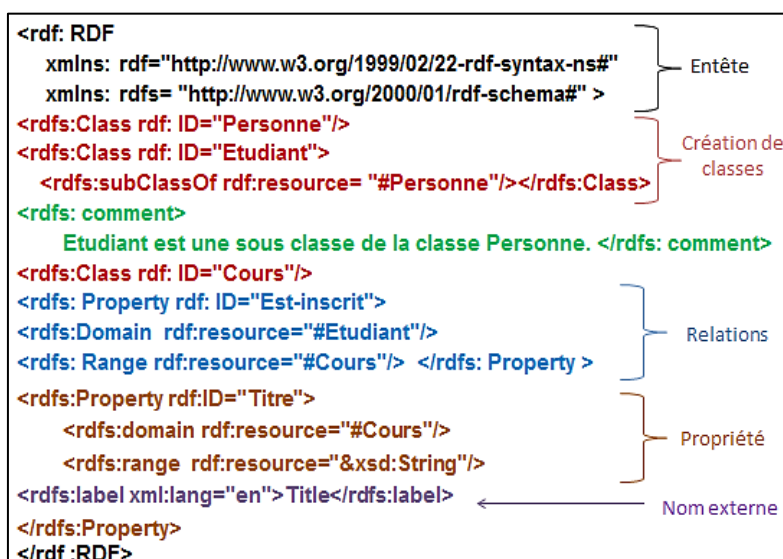 <rdf: RDF
xmlns: rdf="http://www.w3.org/1999/02/22-rdf-syntax-ns#"
xmlns: rdfs= "http://www.w3.org/2000/01/rdf-schema#" >
Entête
<rdfs:Class rdf: ID="Personne"/>
<rdfs:Class rdf: ID="Etudiant">
<rdfs:subClassOf rdf:resource= "#Personne"/></rdfs:Class>
Création de
classes
<rdfs: comment>
Etudiant est une sous classe de la classe Personne. </rdfs: comment>
<rdfs:Class rdf: ID="Cours"/>
<rdfs: Property rdf: ID="Est-inscrit">
<rdfs:Domain rdf:resource="#Etudiant"/>
<rdfs: Range rdf:resource="#Cours"/> </rdfs: Property >
Relations
<rdfs:Property rdf:ID="Titre">
<rdfs:domain rdf:resource="#Cours"/>
<rdfs:range rdf:resource="&xsd:String"/>
Propriété
<rdfs:label xml:lang="en">Title</rdfs:label>
Nom externe
</rdfs:Property>
</rdf :RDF>